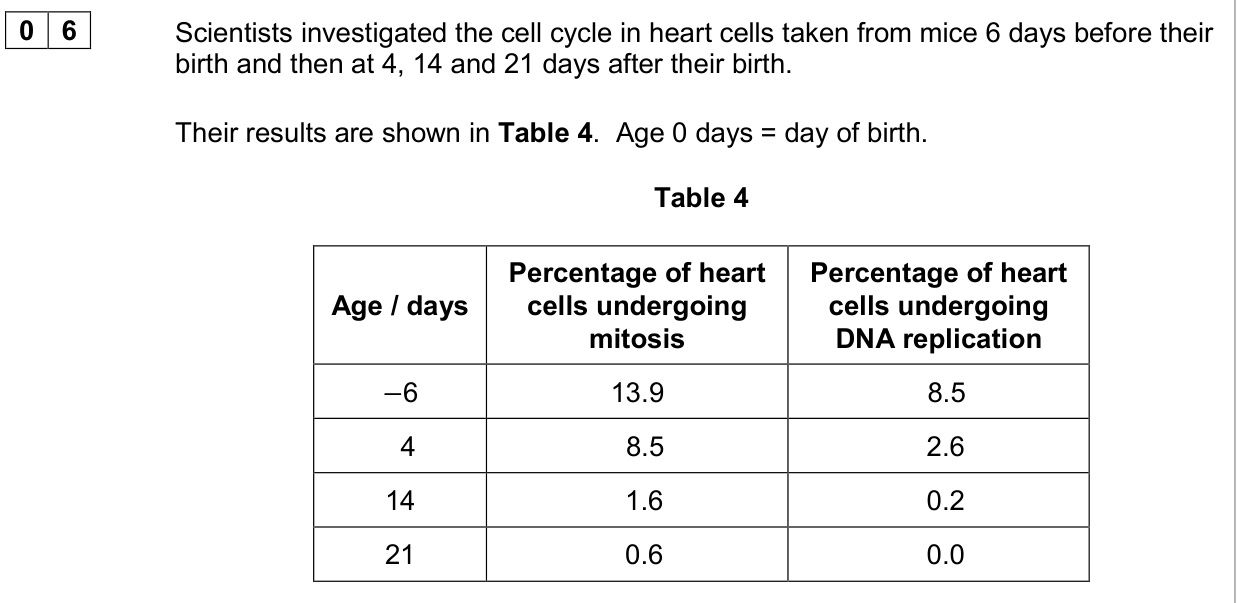 0 6
Scientists investigated the cell cycle in heart cells taken from mice 6 days before their
birth and then at 4, 14 and 21 days after their birth.
Their results are shown in Table 4. Age 0 days = day of birth.
Table 4
Age / days
Percentage of heart
cells undergoing
mitosis
Percentage of heart
cells undergoing
DNA replication
−6 13.9 8.5
4 8.5 2.6
14 1.6 0.2
21 0.6 0.0